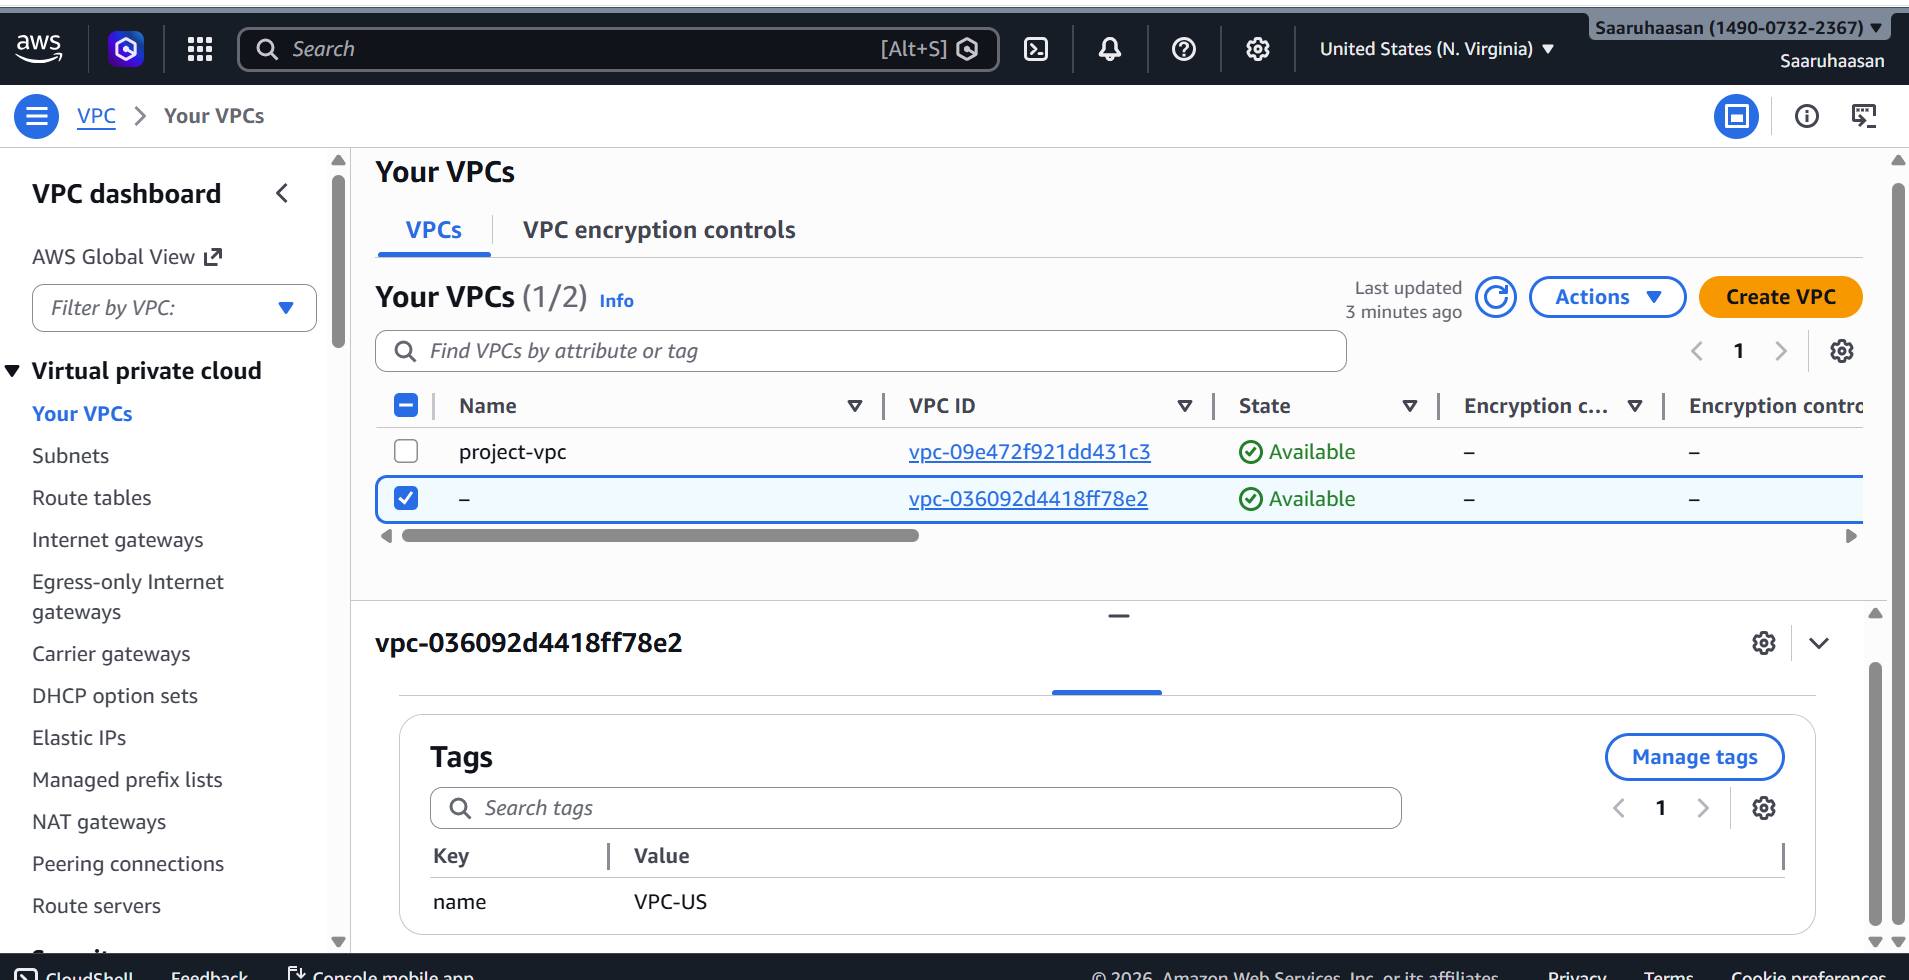 aws
Search [Alt+S]
United States (N. Virginia)
Saaruhaasan (1490-0732-2367)
Saaruhaasan
VPC
Your VPCs
VPC dashboard
AWS Global View
Filter by VPC:
Virtual private cloud
Your VPCs
Subnets
Route tables
Internet gateways
Egress-only Internet
gateways
Carrier gateways
DHCP option sets
Elastic IPs
Managed prefix lists
NAT gateways
Peering connections
Route servers
Your VPCs
VPCs
VPC encryption controls
Your VPCs (1/2) Info
Last updated
3 minutes ago
Actions
Create VPC
Find VPCs by attribute or tag
1
Name VPC ID State Encryption c... Encryption contro
project-vpc vpc-09e472f921dd431c3 Available – –
– vpc-036092d4418ff78e2 Available – –
vpc-036092d4418ff78e2
Tags
Manage tags
Search tags
1
Key Value
name VPC-US
CloudShell Feedback Console mobile app © 2026, Amazon Web Services, Inc. or its affiliates. Privacy Terms Cookie preferences